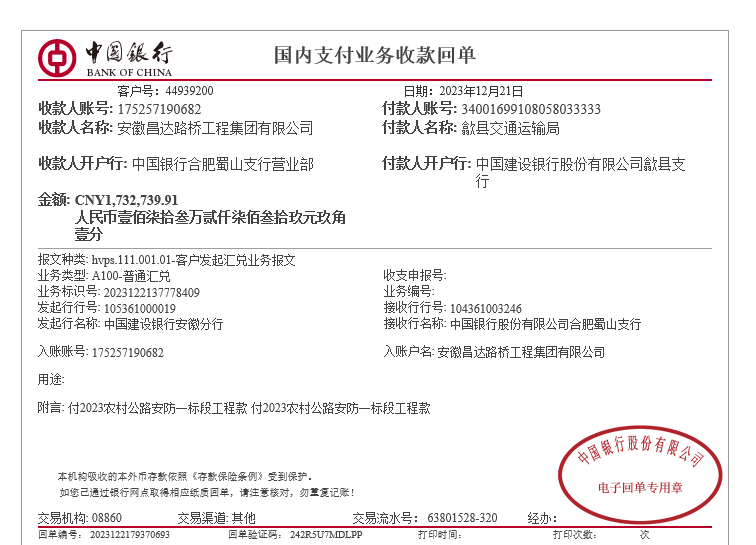 中国银行
BANK OF CHINA
国内支付业务收款回单
客户号：44939200 日期：2023年12月21日
收款人账号: 175257190682 付款人账号: 34001699108058033333
收款人名称: 安徽昌达路桥工程集团有限公司 付款人名称: 歙县交通运输局
收款人开户行: 中国银行合肥蜀山支行营业部 付款人开户行: 中国建设银行股份有限公司歙县支
行
金额: CNY1,732,739.91
人民币壹佰柒拾叁万贰仟柒佰叁拾玖元玖角
壹分
报文种类: hvps.111.001.01-客户发起汇兑业务报文
业务类型: A100-普通汇兑 收支申报号:
业务标识号: 2023122137778409 业务编号:
发起行行号: 105361000019 接收行行号: 104361003246
发起行名称: 中国建设银行安徽分行 接收行名称: 中国银行股份有限公司合肥蜀山支行
入账账号: 175257190682 入账户名: 安徽昌达路桥工程集团有限公司
用途:
附言: 付2023农村公路安防一标段工程款 付2023农村公路安防一标段工程款
中国银行股份有限公司
电子回单专用章
本机构吸收的本外币存款依照《存款保险条例》受到保护。
如您已通过银行网点取得相应纸质回单，请注意核对，勿重复记账！
交易机构: 08860 交易渠道: 其他 交易流水号： 63801528-320 经办：
回单编号： 2023122179370693 回单验证码： 242R5U7MDLPP 打印时间： 打印次数： 次